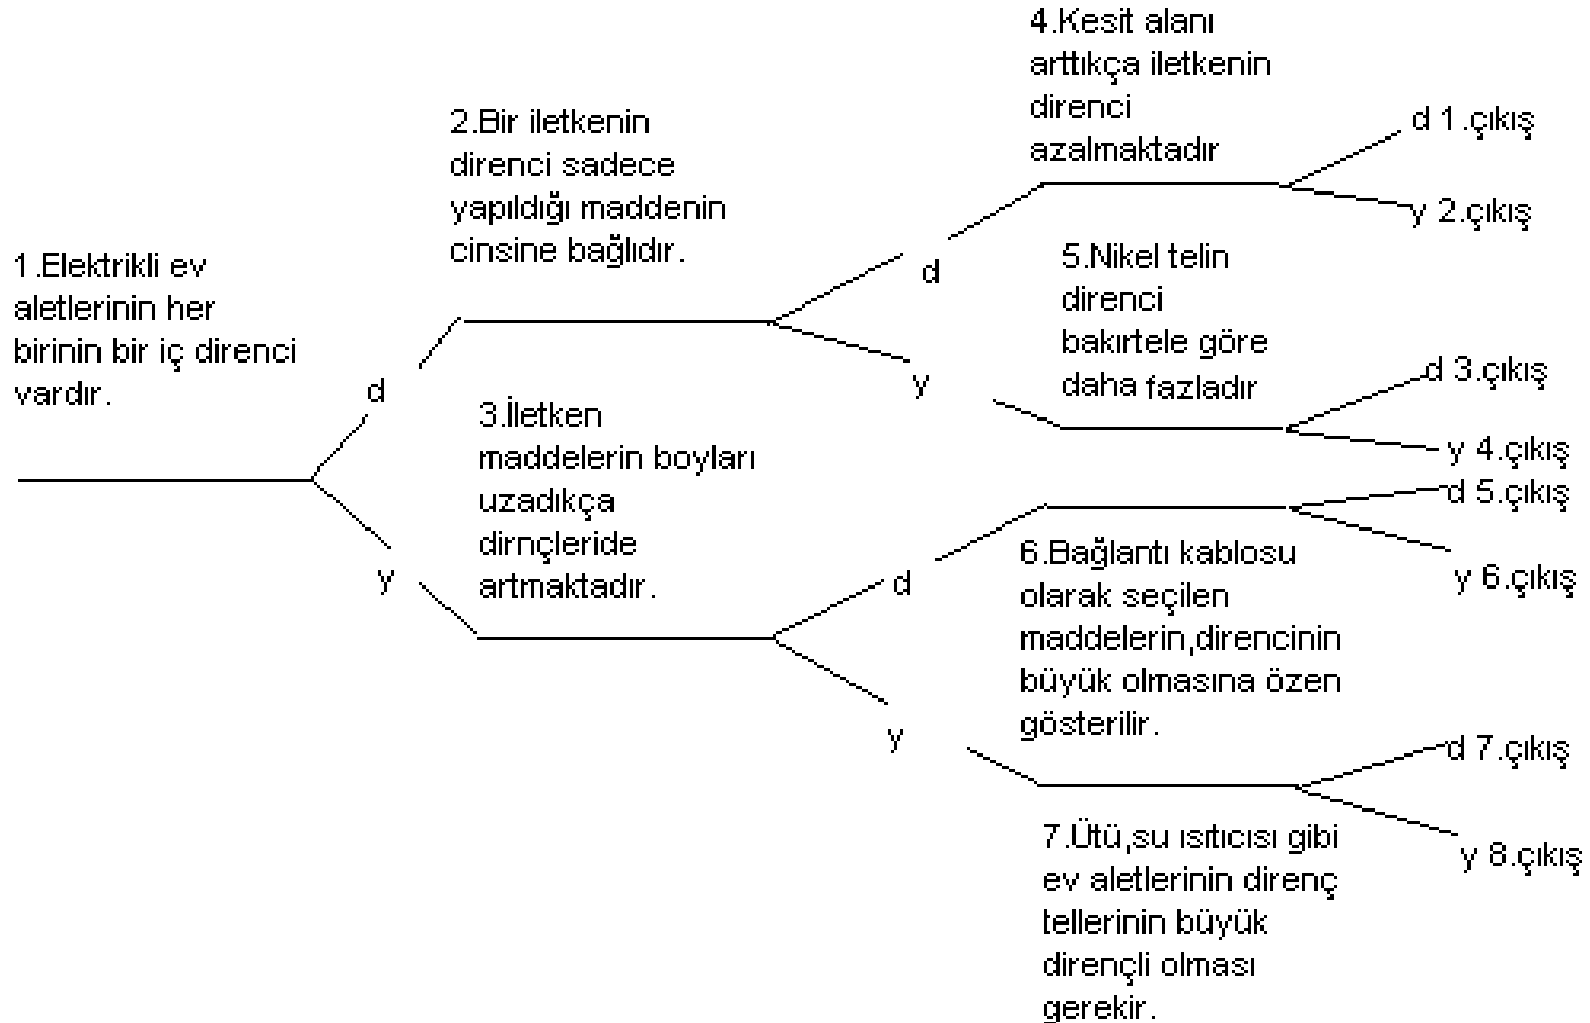 1.Elektrikli ev
aletlerinin her
birinin bir iç direnci
vardır.
d
y
2.Bir iletkenin
direnci sadece
yapıldığı maddenin
cinsine bağlıdır.
d
y
3.İletken
maddelerin boyları
uzadıkça
dirnçleride
artmaktadır.
d
y
4.Kesit alanı
arttıkça iletkenin
direnci
azalmaktadır
d 1.çıkış
y 2.çıkış
5.Nikel telin
direnci
bakırtele göre
daha fazladır
d 3.çıkış
y 4.çıkış
d 5.çıkış
y 6.çıkış
6.Bağlantı kablosu
olarak seçilen
maddelerin,direncinin
büyük olmasına özen
gösterilir.
d 7.çıkış
y 8.çıkış
7.Ütü,su ısıtıcısı gibi
ev aletlerinin direnç
tellerinin büyük
dirençli olması
gerekir.